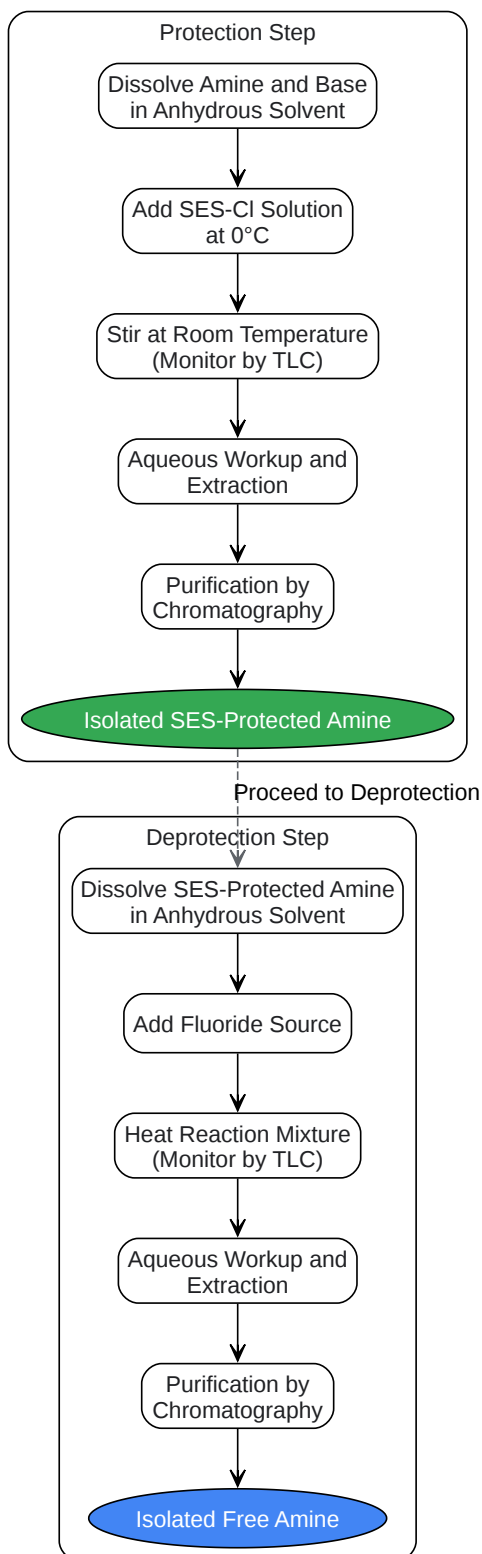 Protection Step
Dissolve Amine and Base
in Anhydrous Solvent
Add SES-Cl Solution
at 0°C
Stir at Room Temperature
(Monitor by TLC)
Aqueous Workup and
Extraction
Purification by
Chromatography
Isolated SES-Protected Amine
Proceed to Deprotection
Deprotection Step
Dissolve SES-Protected Amine
in Anhydrous Solvent
Add Fluoride Source
Heat Reaction Mixture
(Monitor by TLC)
Aqueous Workup and
Extraction
Purification by
Chromatography
Isolated Free Amine